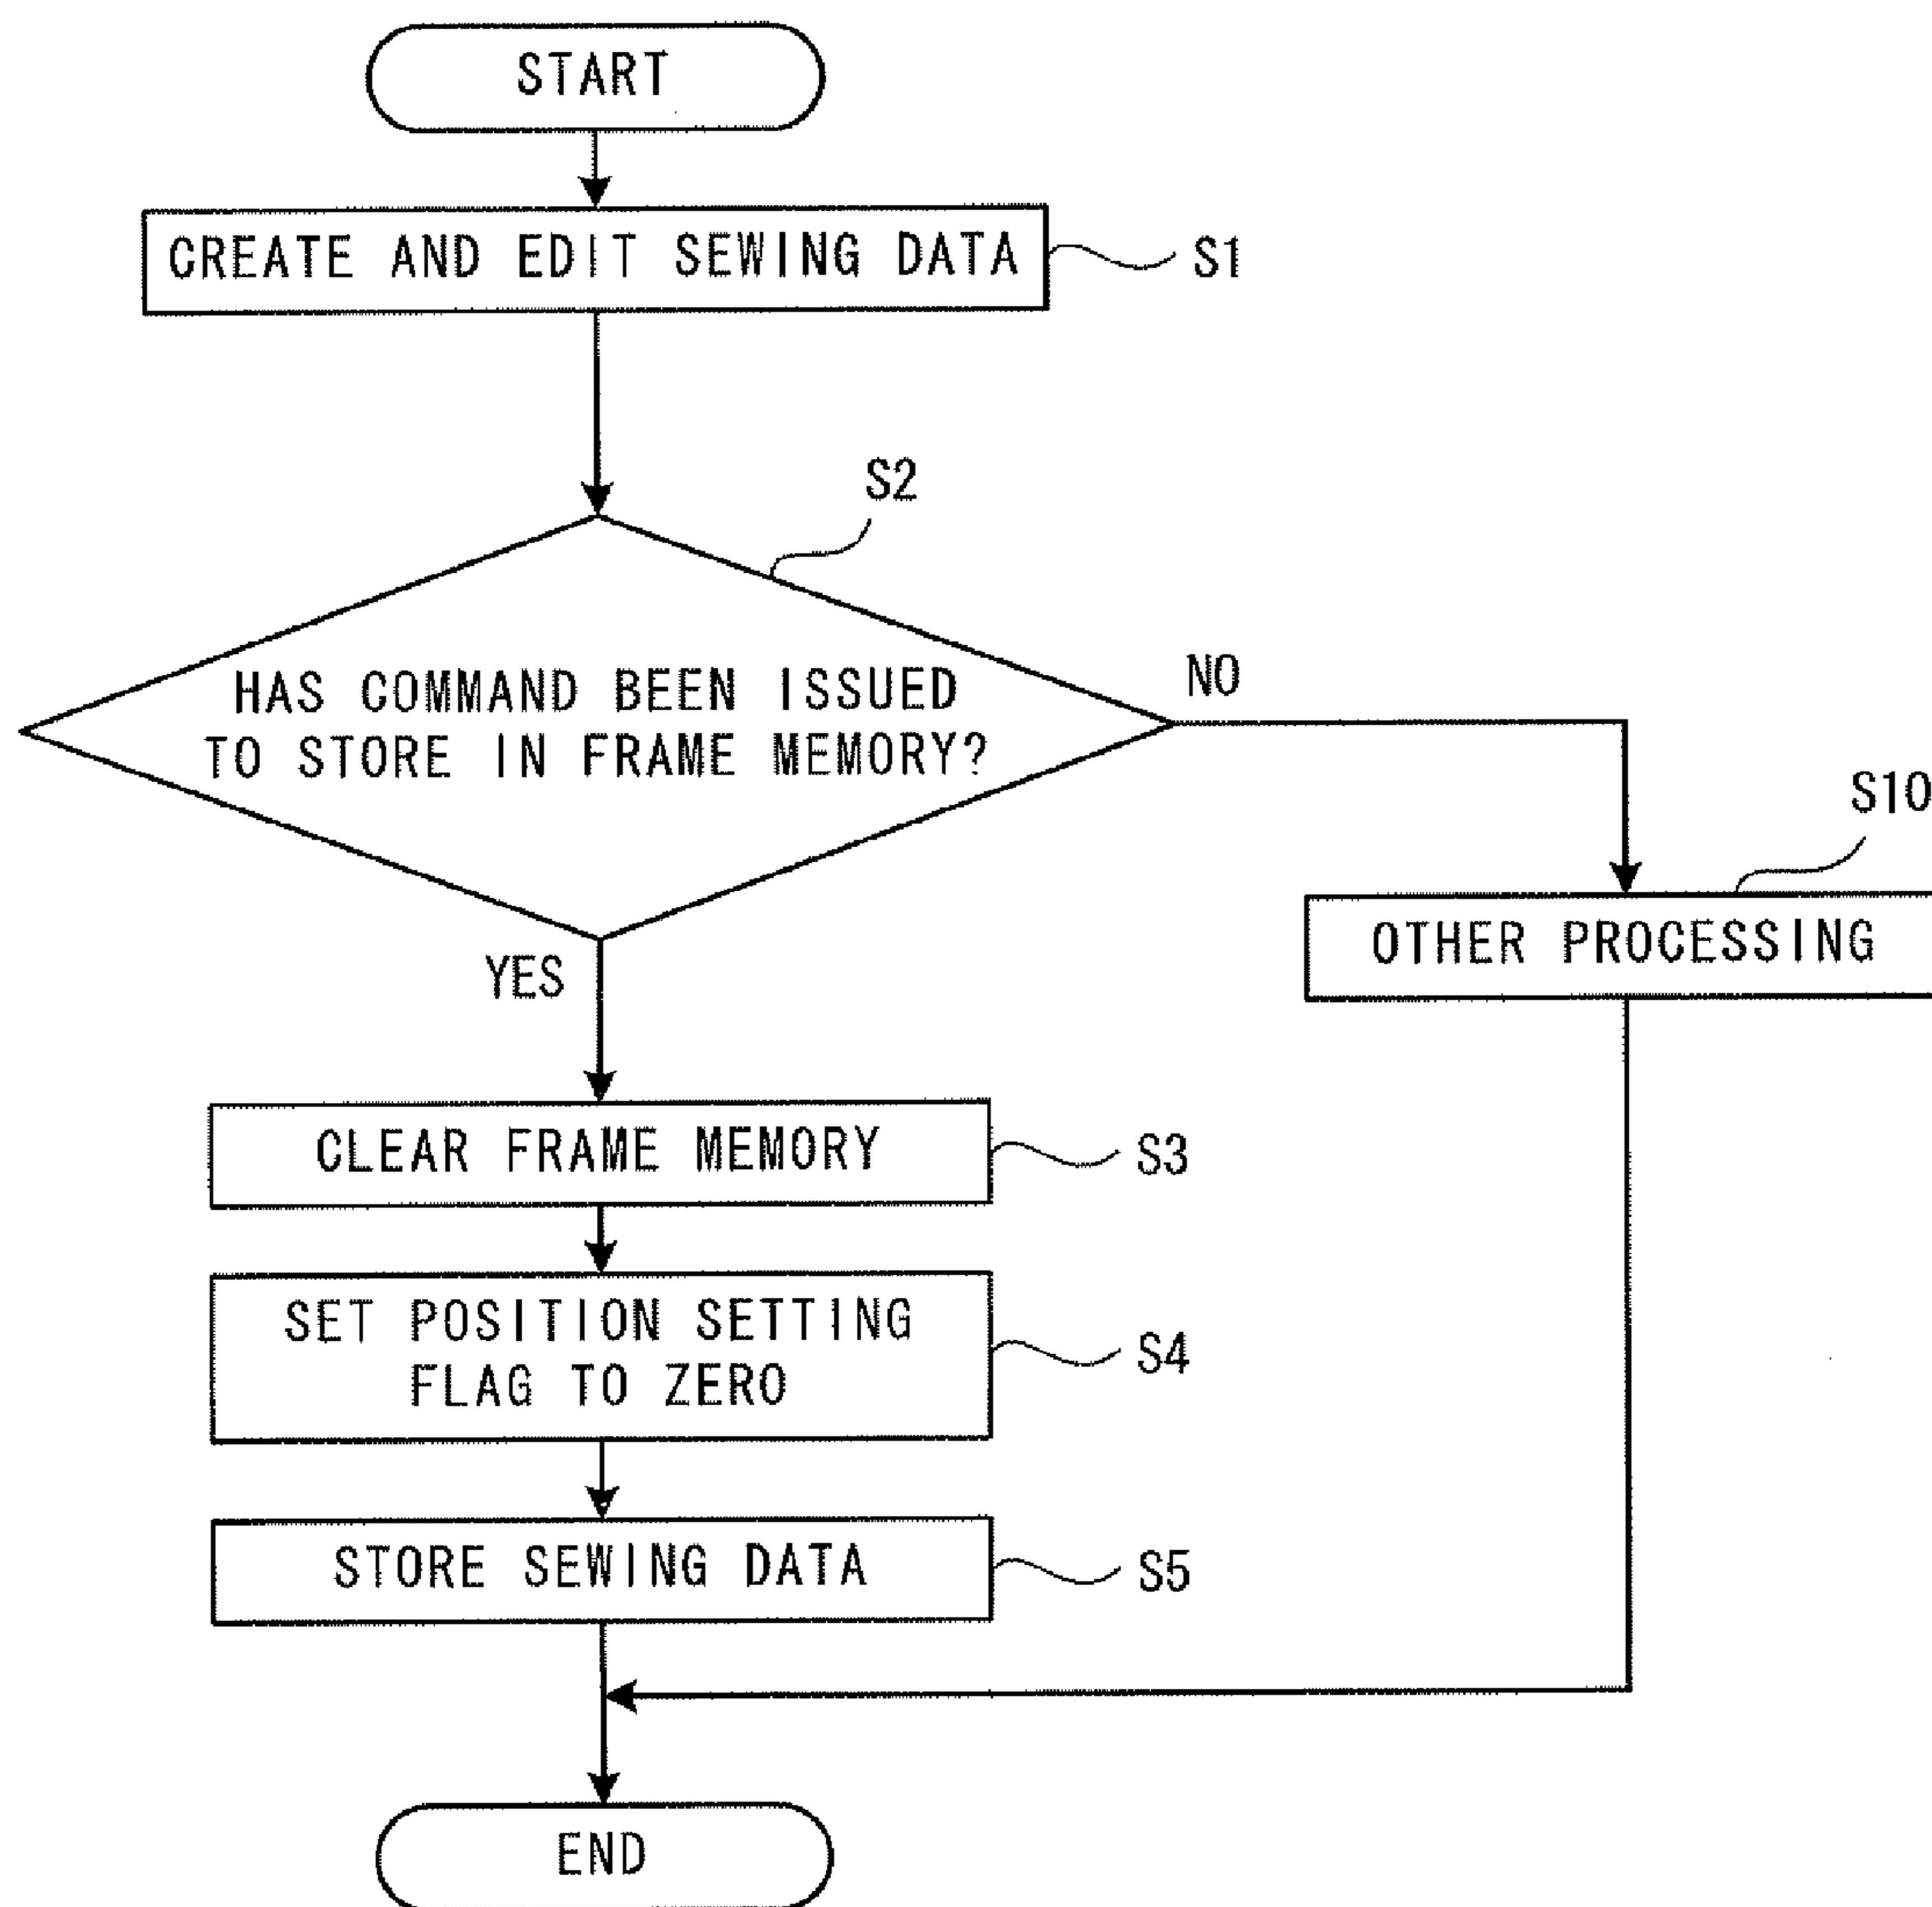 START
CREATE AND EDIT SEWING DATA
S1
S2
HAS COMMAND BEEN ISSUED
TO STORE IN FRAME MEMORY?
NO
S10
OTHER PROCESSING
YES
CLEAR FRAME MEMORY
S3
SET POSITION SETTING
FLAG TO ZERO
S4
STORE SEWING DATA
S5
END